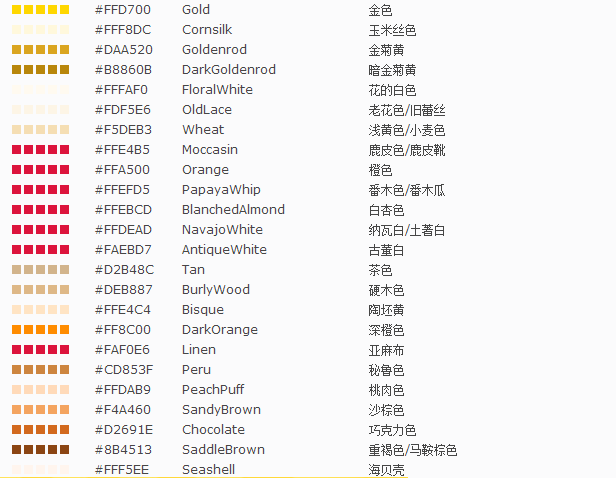 #FFD700 Gold 金色
#FFF8DC Cornsilk 玉米丝色
#DAA520 Goldenrod 金菊黄
#B8860B DarkGoldenrod 暗金菊黄
#FFFAF0 FloralWhite 花的白色
#FDF5E6 OldLace 老花色/旧蕾丝
#F5DEB3 Wheat 浅黄色/小麦色
#FFE4B5 Moccasin 鹿皮色/鹿皮靴
#FFA500 Orange 橙色
#FFEFD5 PapayaWhip 番木色/番木瓜
#FFEBCD BlanchedAlmond 白杏色
#FFDEAD NavajoWhite 纳瓦白/土著白
#FAEBD7 AntiqueWhite 古董白
#D2B48C Tan 茶色
#DEB887 BurlyWood 硬木色
#FFE4C4 Bisque 陶坯黄
#FF8C00 DarkOrange 深橙色
#FAF0E6 Linen 亚麻布
#CD853F Peru 秘鲁色
#FFDAB9 PeachPuff 桃肉色
#F4A460 SandyBrown 沙棕色
#D2691E Chocolate 巧克力色
#8B4513 SaddleBrown 重褐色/马鞍棕色
#FFF5EE Seashell 海贝壳